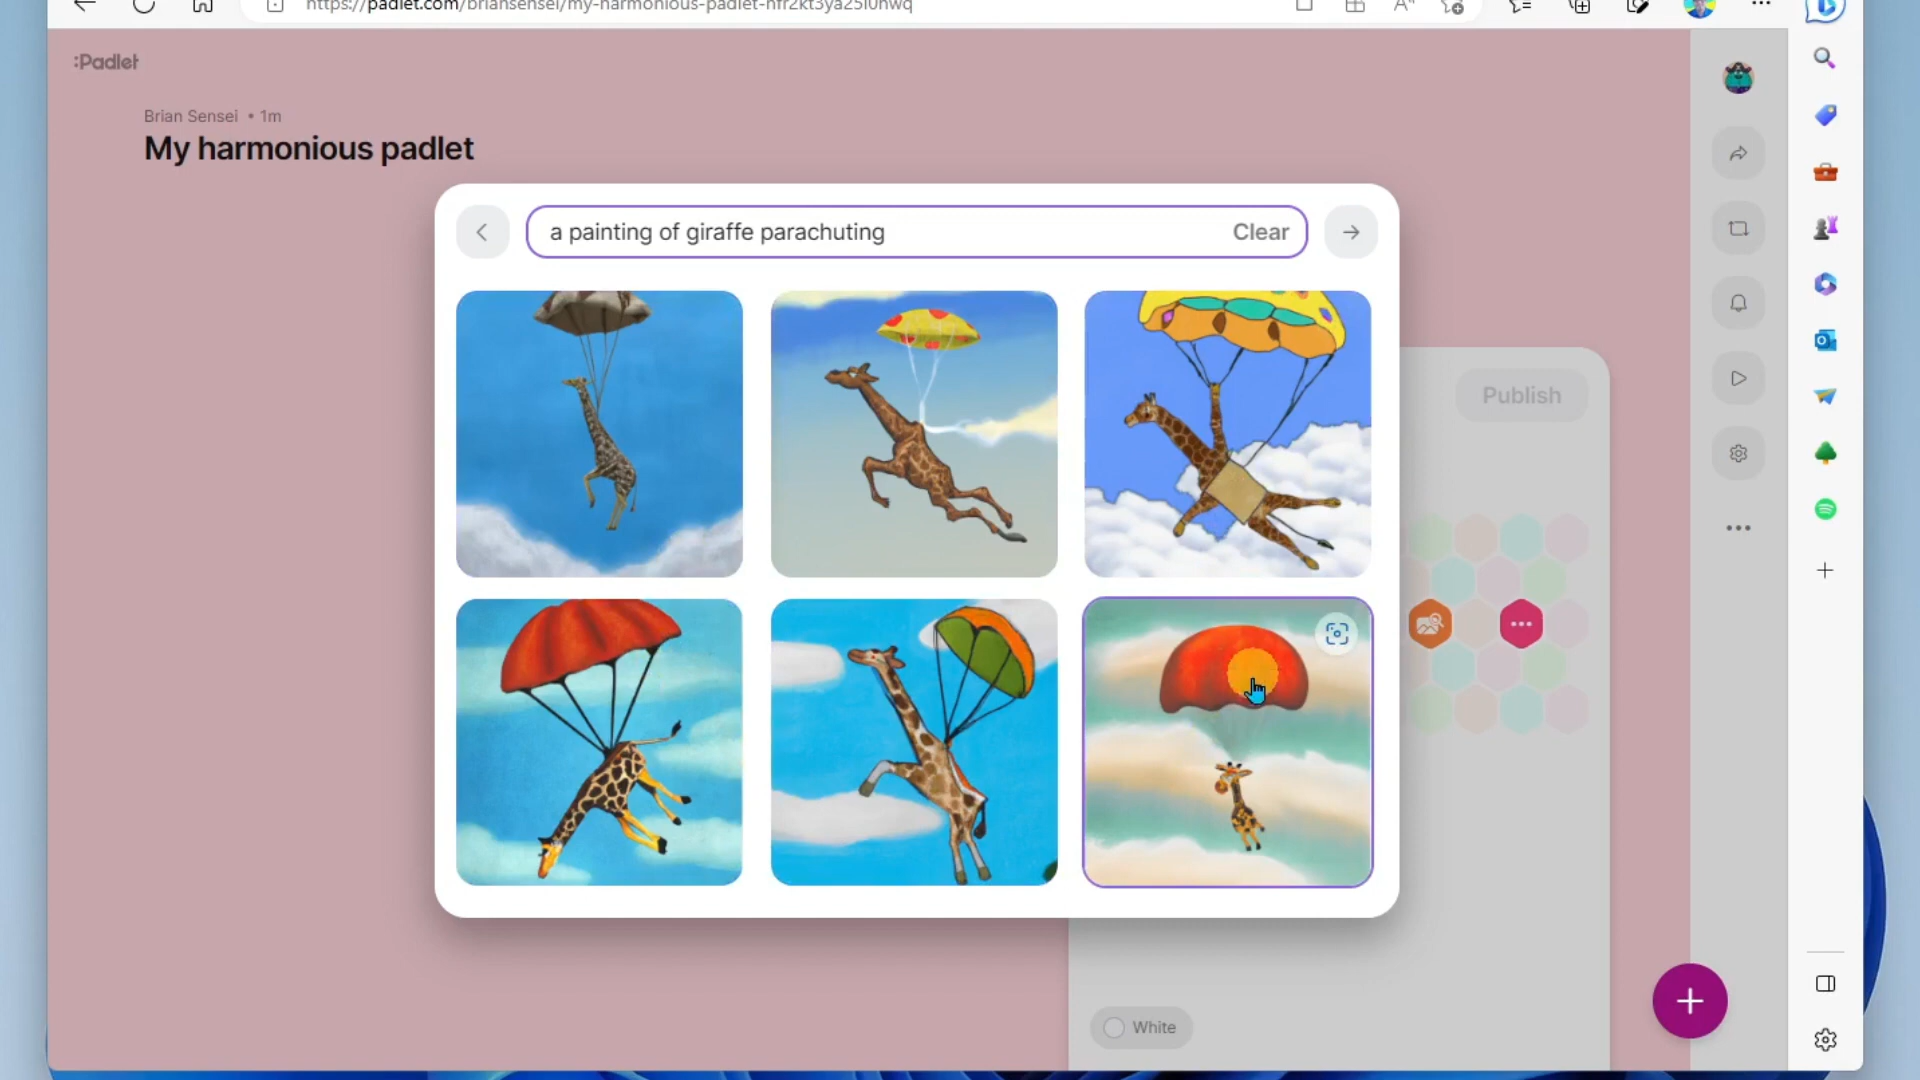 :Padlet
Brian Sensei • 1m
My harmonious padlet
a painting of giraffe parachuting
Clear
Publish
White